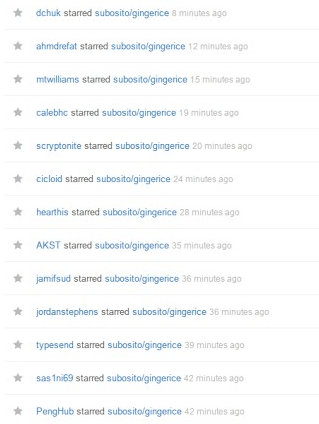 dchuk starred subosito/gingerice 8 minutes ago
ahmdrefat starred subosito/gingerice 12 minutes ago
mtwilliams starred subosito/gingerice 15 minutes ago
calebhc starred subosito/gingerice 19 minutes ago
scryptonite starred subosito/gingerice 20 minutes ago
cicloid starred subosito/gingerice 24 minutes ago
hearthis starred subosito/gingerice 28 minutes ago
AKST starred subosito/gingerice 35 minutes ago
jamifsud starred subosito/gingerice 36 minutes ago
jordanstephens starred subosito/gingerice 36 minutes ago
typesend starred subosito/gingerice 39 minutes ago
sas1ni69 starred subosito/gingerice 42 minutes ago
PengHub starred subosito/gingerice 42 minutes ago